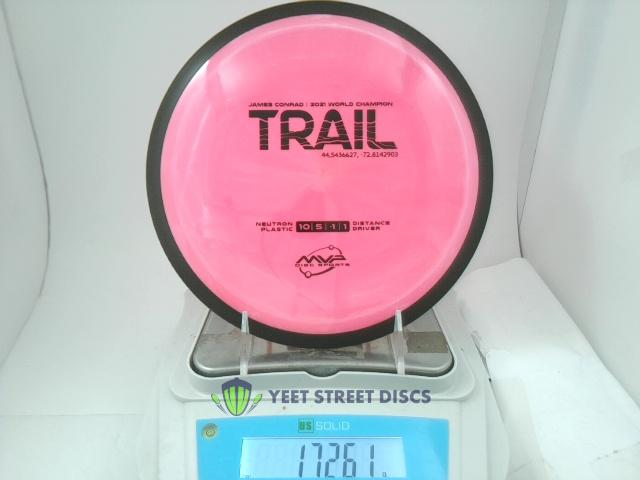 JAMES CONRAD | 2021 WORLD CHAMPION
TRAIL
44.5436627, -72.8142903
NEUTRON PLASTIC 10 | 5 | -1 | 1 DISTANCE DRIVER
MVP
DISC SPORTS
YEET STREET DISCS
US SOLID
172.61 g